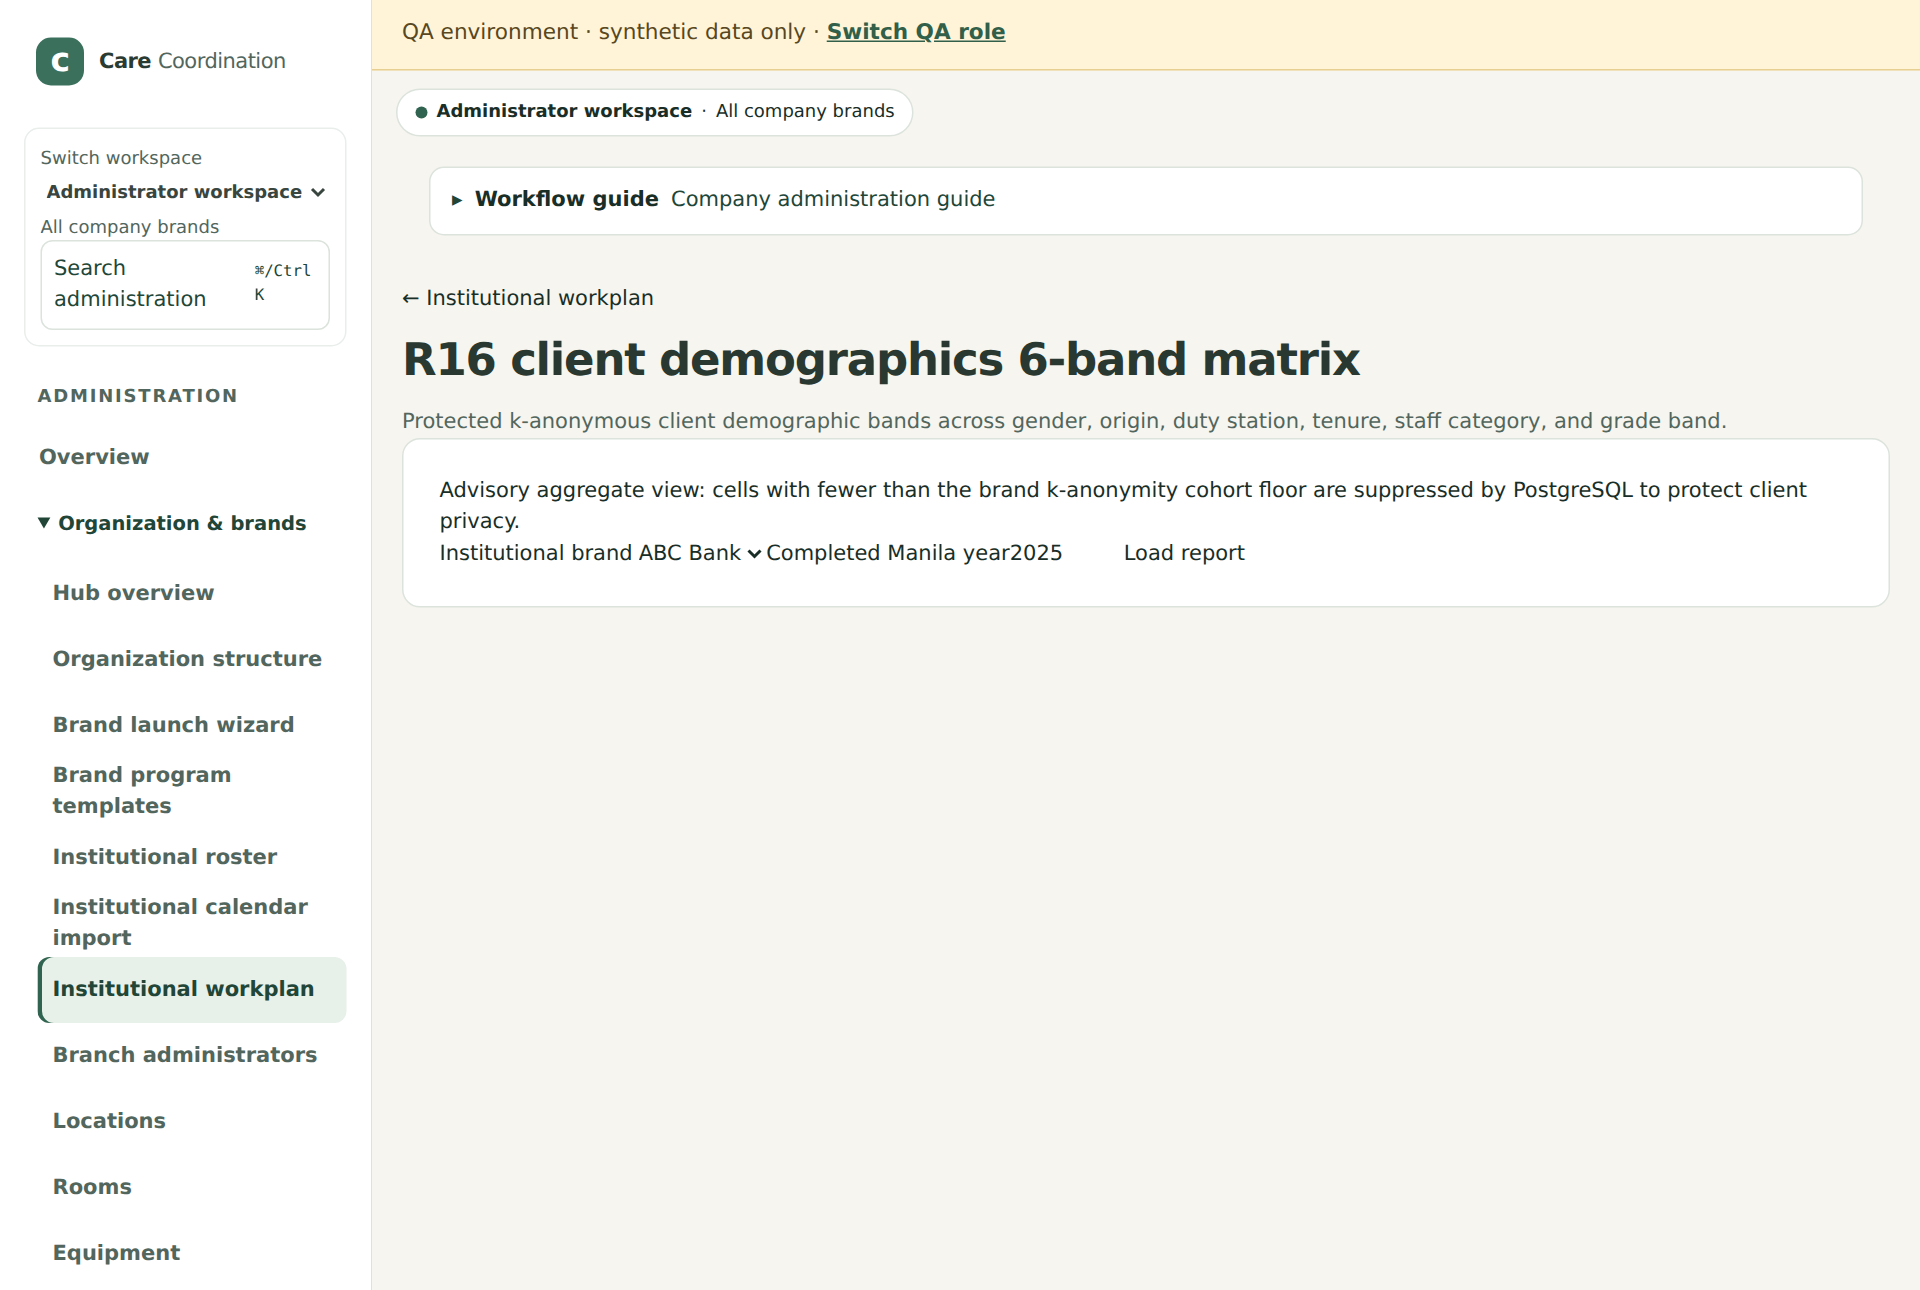 C
Care Coordination
Switch workspace
Administrator workspace
All company brands
Search
administration
⌘/Ctrl
K
ADMINISTRATION
Overview
▼ Organization & brands
Hub overview
Organization structure
Brand launch wizard
Brand program
templates
Institutional roster
Institutional calendar
import
Institutional workplan
Branch administrators
Locations
Rooms
Equipment
QA environment · synthetic data only · Switch QA role
Administrator workspace · All company brands
▶ Workflow guide Company administration guide
← Institutional workplan
R16 client demographics 6-band matrix
Protected k-anonymous client demographic bands across gender, origin, duty station, tenure, staff category, and grade band.
Advisory aggregate view: cells with fewer than the brand k-anonymity cohort floor are suppressed by PostgreSQL to protect client
privacy.
Institutional brand ABC Bank Completed Manila year2025 Load report